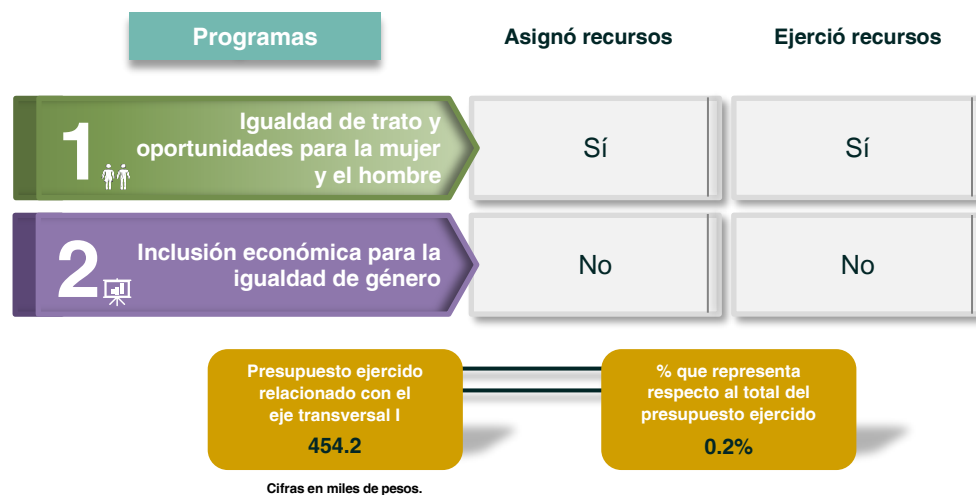 Programas
Asignó recursos
Ejerció recursos
1
Igualdad de trato y
oportunidades para la mujer
y el hombre
Sí
Sí
2
Inclusión económica para la
igualdad de género
No
No
Presupuesto ejercido
relacionado con el
eje transversal I
454.2
% que representa
respecto al total del
presupuesto ejercido
0.2%
Cifras en miles de pesos.